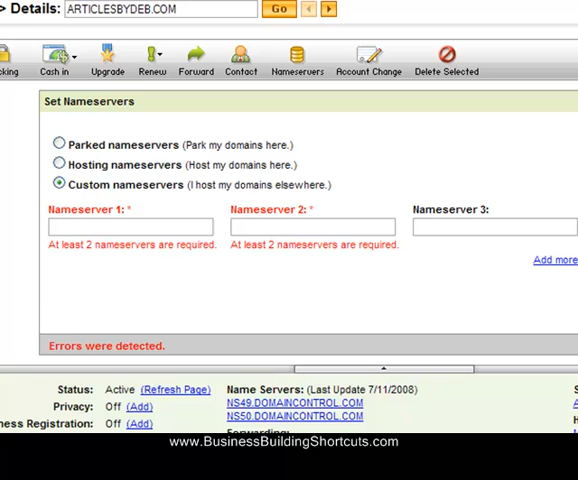 > Details: ARTICLESBYDEB.COM Go
cking Cash in Upgrade Renew Forward Contact Nameservers Account Change Delete Selected
Set Nameservers
Parked nameservers (Park my domains here.)
Hosting nameservers (Host my domains here.)
Custom nameservers (I host my domains elsewhere.)
Nameserver 1: * Nameserver 2: * Nameserver 3:
At least 2 nameservers are required. At least 2 nameservers are required.
Add more
Errors were detected.
Status: Active (Refresh Page) Name Servers: (Last Update 7/11/2008)
Privacy: Off (Add) NS49.DOMAINCONTROL.COM
NS50.DOMAINCONTROL.COM
ness Registration: Off (Add)
Forwarding:
www.BusinessBuildingShortcuts.com